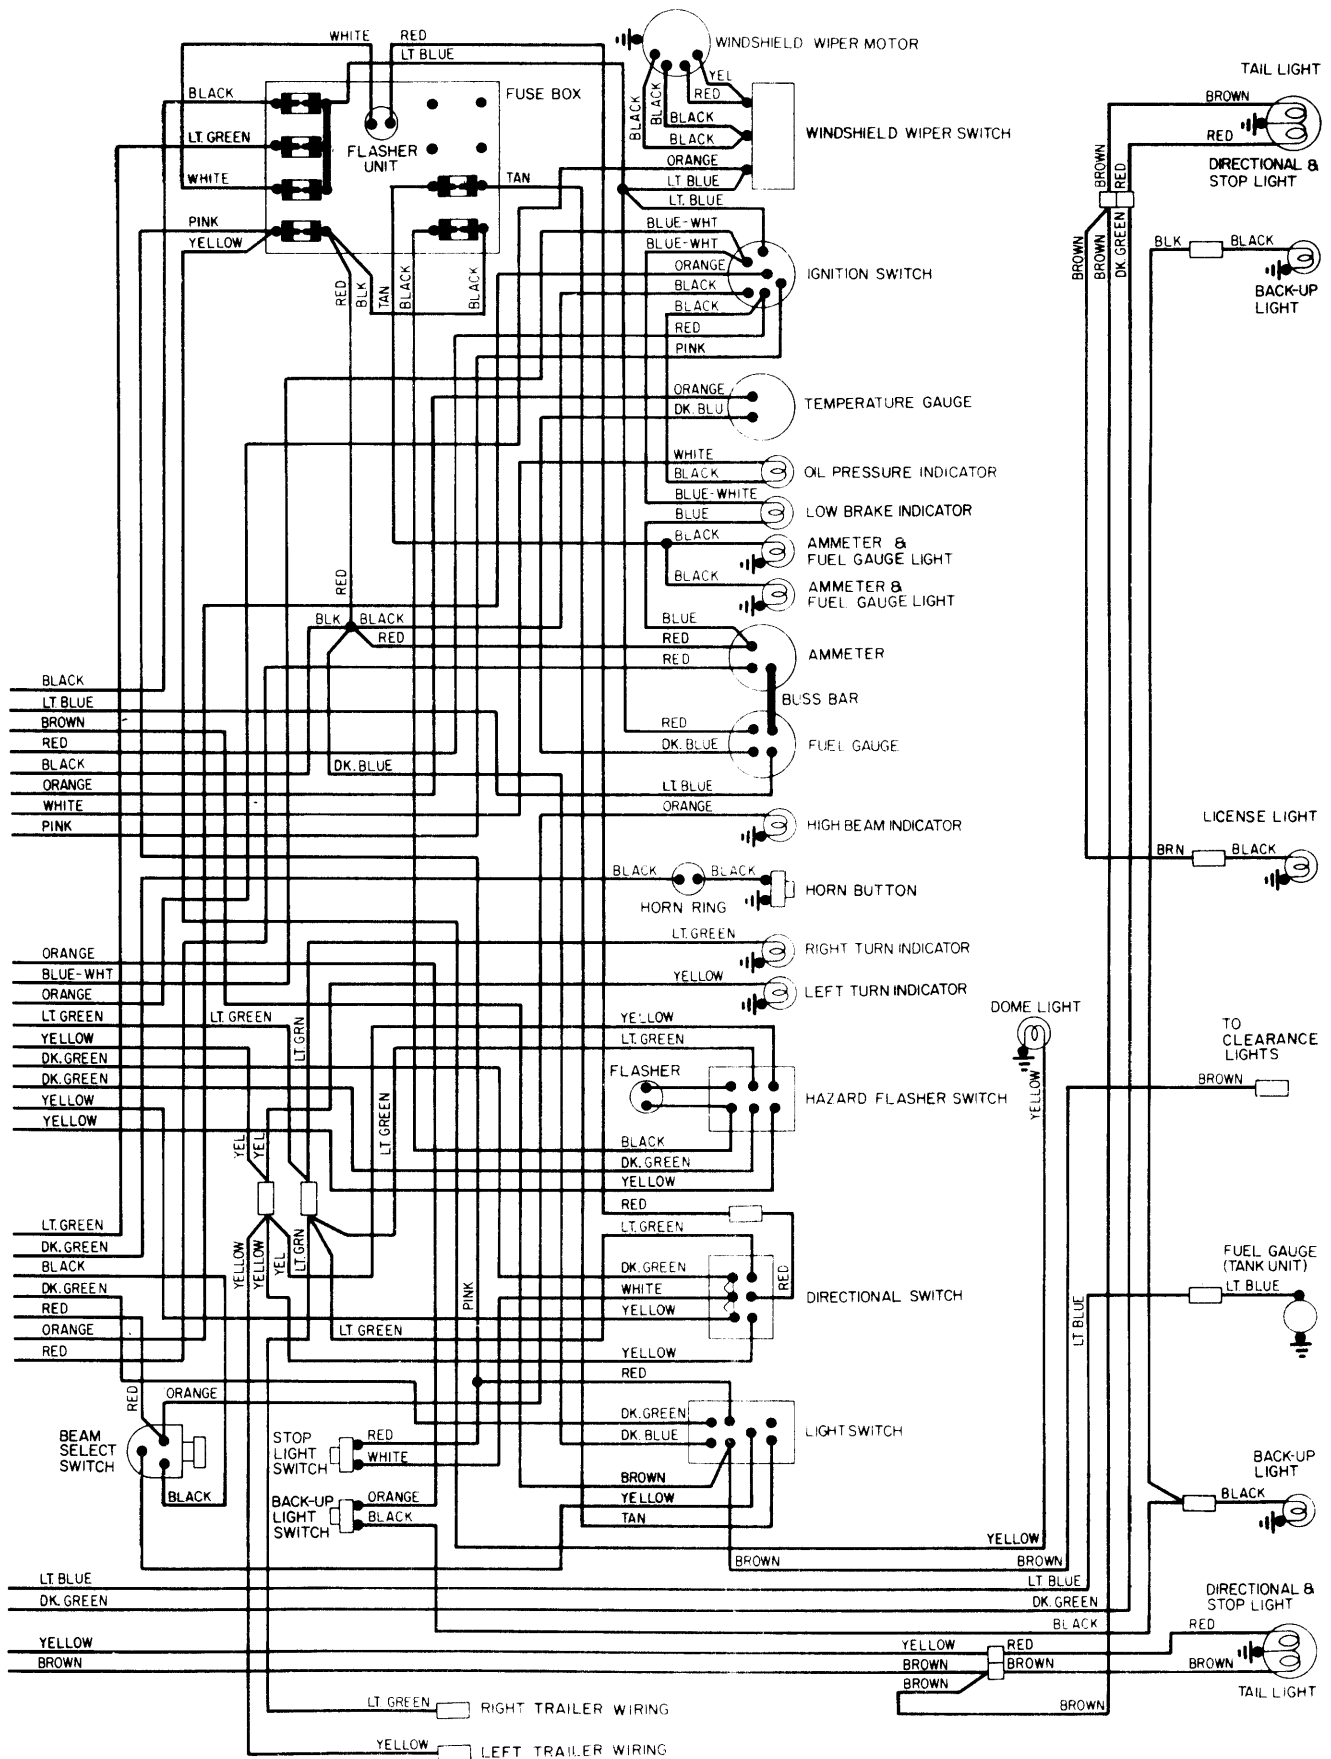 WHITE
RED
LT BLUE
WINDSHIELD WIPER MOTOR
YEL
RED
BLACK
BLACK
BLACK
BLACK
WINDSHIELD WIPER SWITCH
FUSE BOX
BLACK
LT. GREEN
WHITE
FLASHER
UNIT
TAN
PINK
YELLOW
RED
BLK
TAN
BLACK
BLACK
ORANGE
LT BLUE
LT. BLUE
BLUE-WHT
BLUE-WHT
ORANGE
BLACK
BLACK
RED
PINK
IGNITION SWITCH
ORANGE
DK. BLU
TEMPERATURE GAUGE
WHITE
BLACK
OIL PRESSURE INDICATOR
BLUE-WHITE
BLUE
LOW BRAKE INDICATOR
BLACK
AMMETER &
FUEL GAUGE LIGHT
BLACK
AMMETER &
FUEL GAUGE LIGHT
RED
BLK
BLACK
RED
BLUE
RED
RED
AMMETER
BUSS BAR
RED
DK. BLUE
FUEL GAUGE
DK. BLUE
LT. BLUE
ORANGE
HIGH BEAM INDICATOR
BLACK
LT. BLUE
BROWN
RED
BLACK
ORANGE
WHITE
PINK
BLACK
BLACK
HORN RING
HORN BUTTON
LT. GREEN
RIGHT TURN INDICATOR
YELLOW
LEFT TURN INDICATOR
ORANGE
BLUE-WHT
ORANGE
LT GREEN
YELLOW
DK. GREEN
DK. GREEN
YELLOW
YELLOW
LT. GREEN
LT. GRN
YELLOW
LT. GREEN
FLASHER
HAZARD FLASHER SWITCH
LT GREEN
YEL
YEL
BLACK
DK. GREEN
YELLOW
RED
LT. GREEN
LT. GREEN
DK. GREEN
BLACK
DK. GREEN
RED
ORANGE
RED
YELLOW
YELLOW
YEL
LT. GRN
PINK
DK. GREEN
WHITE
YELLOW
RED
DIRECTIONAL SWITCH
LT GREEN
YELLOW
RED
RED
ORANGE
DK. GREEN
DK. BLUE
LIGHT SWITCH
BROWN
YELLOW
TAN
BEAM
SELECT
SWITCH
BLACK
STOP
LIGHT
SWITCH
RED
WHITE
BACK-UP
LIGHT
SWITCH
ORANGE
BLACK
YELLOW
BROWN
BROWN
LT. BLUE
DK. GREEN
LT. BLUE
DK. GREEN
BLACK
YELLOW
BROWN
YELLOW
BROWN
BROWN
RED
BROWN
BROWN
LT. GREEN
RIGHT TRAILER WIRING
YELLOW
LEFT TRAILER WIRING
TAIL LIGHT
BROWN
RED
DIRECTIONAL &
STOP LIGHT
BROWN
RED
BROWN
BROWN
DK. GREEN
BLK
BLACK
BACK-UP
LIGHT
LICENSE LIGHT
BRN
BLACK
DOME LIGHT
YELLOW
TO
CLEARANCE
LIGHTS
BROWN
FUEL GAUGE
(TANK UNIT)
LT BLUE
LT BLUE
BACK-UP
LIGHT
BLACK
DIRECTIONAL &
STOP LIGHT
RED
BROWN
TAIL LIGHT